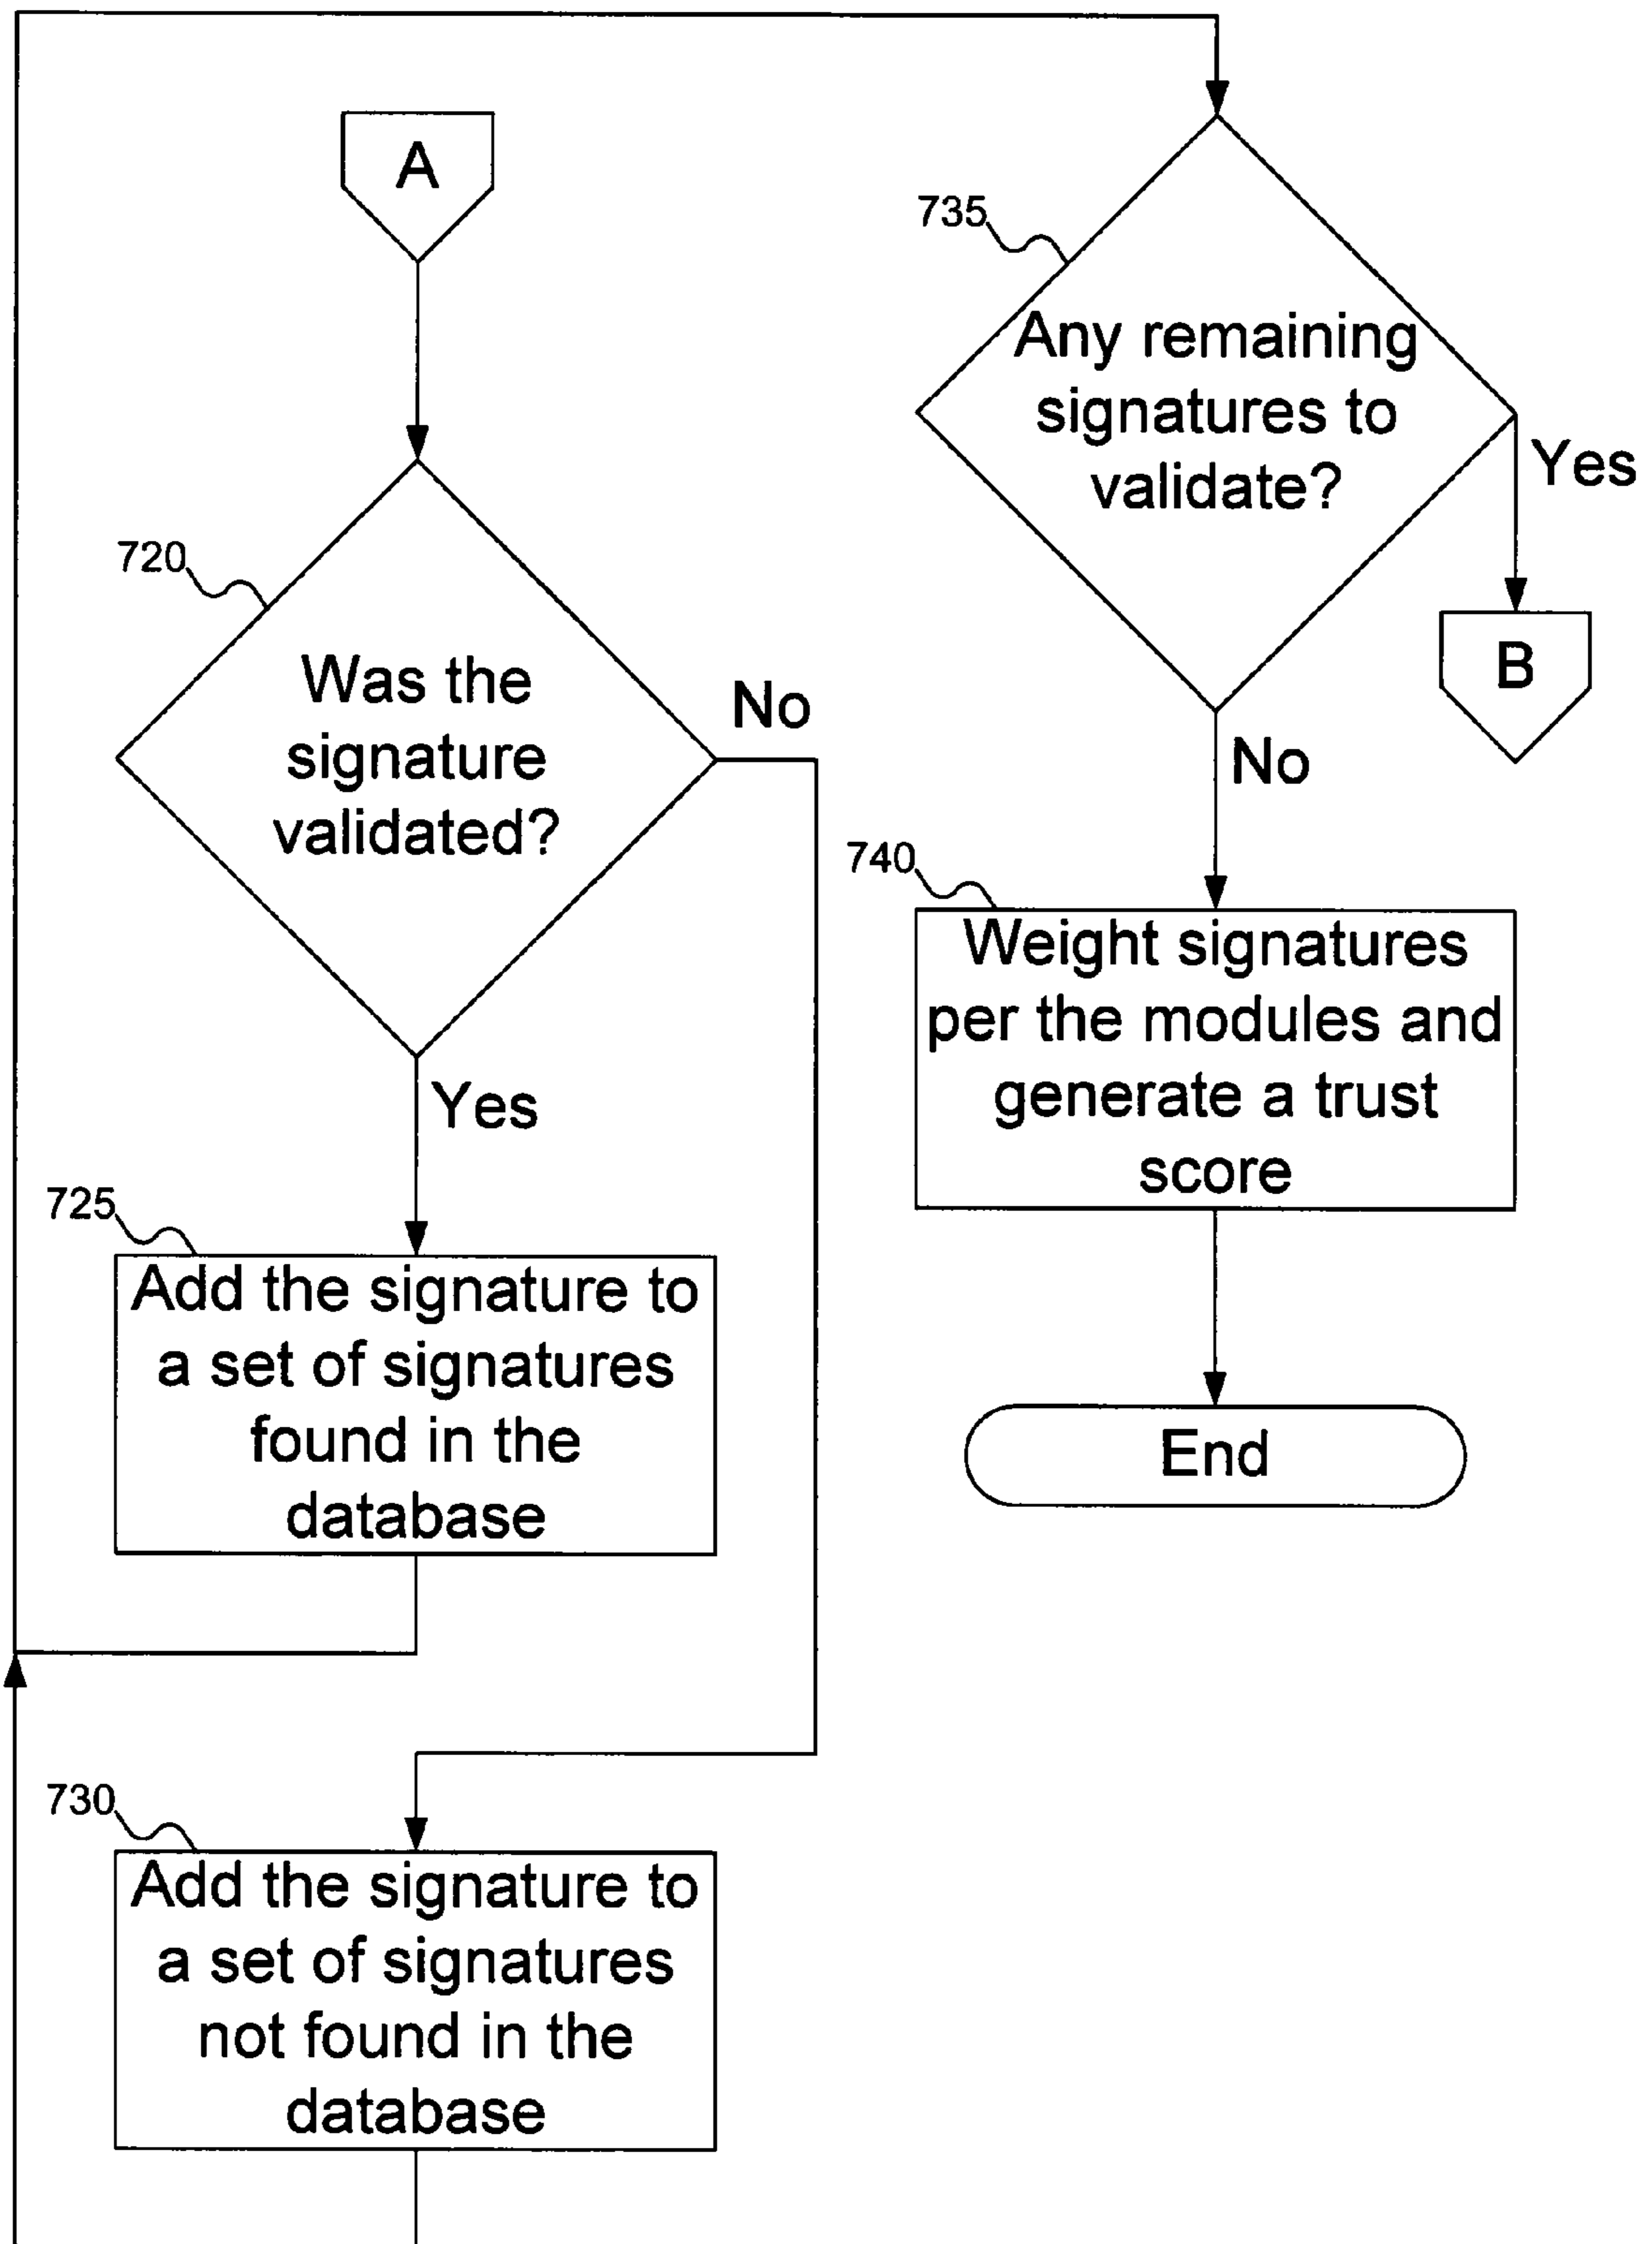 A
720
Was the
signature
validated?
No
Yes
725
Add the signature to
a set of signatures
found in the
database
730
Add the signature to
a set of signatures
not found in the
database
735
Any remaining
signatures to
validate?
Yes
B
No
740
Weight signatures
per the modules and
generate a trust
score
End